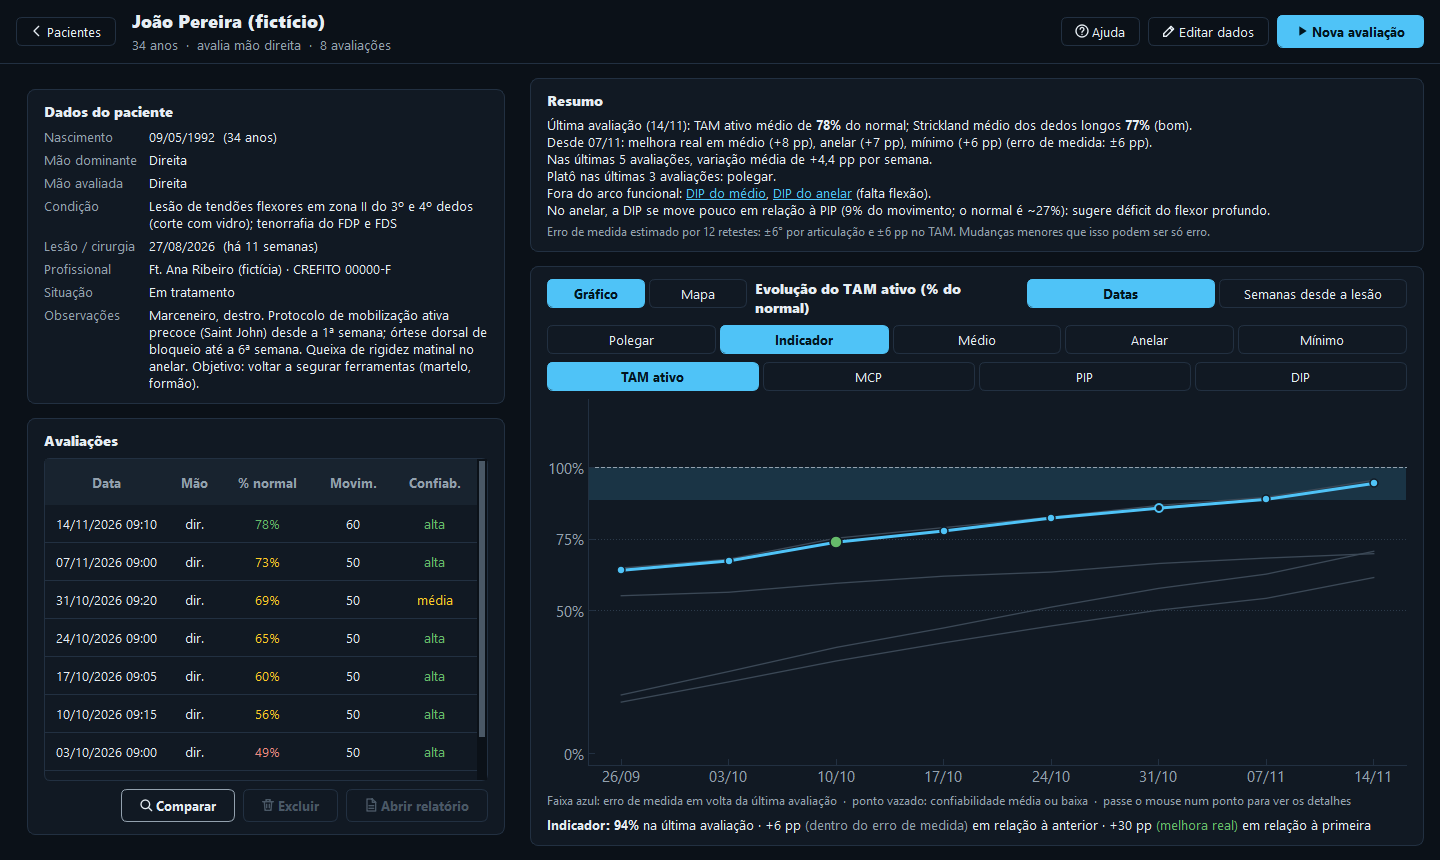 Pacientes
João Pereira (fictício)
34 anos · avalia mão direita · 8 avaliações
Ajuda
Editar dados
Nova avaliação
Dados do paciente
Nascimento 09/05/1992 (34 anos)
Mão dominante Direita
Mão avaliada Direita
Condição Lesão de tendões flexores em zona II do 3º e 4º dedos
(corte com vidro); tenorrafia do FDP e FDS
Lesão / cirurgia 27/08/2026 (há 11 semanas)
Profissional Ft. Ana Ribeiro (fictícia) · CREFITO 00000-F
Situação Em tratamento
Observações Marceneiro, destro. Protocolo de mobilização ativa
precoce (Saint John) desde a 1ª semana; órtese dorsal de
bloqueio até a 6ª semana. Queixa de rigidez matinal no
anelar. Objetivo: voltar a segurar ferramentas (martelo,
formão).
Avaliações
Data Mão % normal Movim. Confiab.
14/11/2026 09:10 dir. 78% 60 alta
07/11/2026 09:00 dir. 73% 50 alta
31/10/2026 09:20 dir. 69% 50 média
24/10/2026 09:00 dir. 65% 50 alta
17/10/2026 09:05 dir. 60% 50 alta
10/10/2026 09:15 dir. 56% 50 alta
03/10/2026 09:00 dir. 49% 50 alta
Comparar
Excluir
Abrir relatório
Resumo
Última avaliação (14/11): TAM ativo médio de 78% do normal; Strickland médio dos dedos longos 77% (bom).
Desde 07/11: melhora real em médio (+8 pp), anelar (+7 pp), mínimo (+6 pp) (erro de medida: ±6 pp).
Nas últimas 5 avaliações, variação média de +4,4 pp por semana.
Platô nas últimas 3 avaliações: polegar.
Fora do arco funcional: DIP do médio, DIP do anelar (falta flexão).
No anelar, a DIP se move pouco em relação à PIP (9% do movimento; o normal é ~27%): sugere déficit do flexor profundo.
Erro de medida estimado por 12 retestes: ±6° por articulação e ±6 pp no TAM. Mudanças menores que isso podem ser só erro.
Gráfico
Mapa
Evolução do TAM ativo (% do
normal)
Datas
Semanas desde a lesão
Polegar
Indicador
Médio
Anelar
Mínimo
TAM ativo
MCP
PIP
DIP
100%
75%
50%
0%
26/09 03/10 10/10 17/10 24/10 31/10 07/11 14/11
Faixa azul: erro de medida em volta da última avaliação · ponto vazado: confiabilidade média ou baixa · passe o mouse num ponto para ver os detalhes
Indicador: 94% na última avaliação · +6 pp (dentro do erro de medida) em relação à anterior · +30 pp (melhora real) em relação à primeira